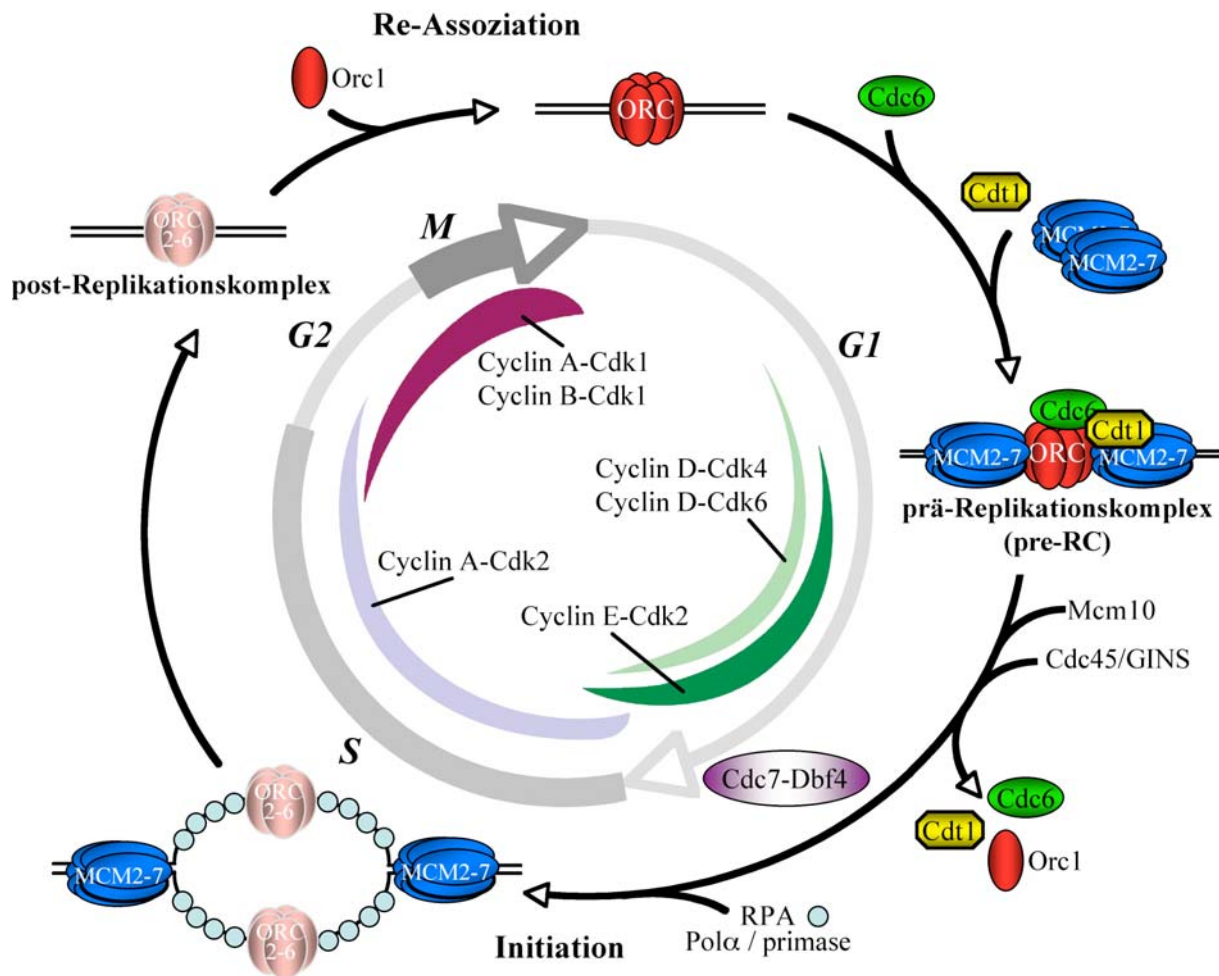 Re-Assoziation
Orc1
ORC
Cdc6
Cdt1
MCM2-7
MCM2-7
ORC
2-6
post-Replikationskomplex
M
G2
G1
Cyclin A-Cdk1
Cyclin B-Cdk1
Cyclin D-Cdk4
Cyclin D-Cdk6
Cyclin A-Cdk2
Cyclin E-Cdk2
Cdc6
Cdt1
MCM2-7
ORC
MCM2-7
prä-Replikationskomplex
(pre-RC)
Mcm10
Cdc45/GINS
S
Cdc7-Dbf4
Cdc6
Cdt1
Orc1
ORC
2-6
MCM2-7
MCM2-7
ORC
2-6
RPA
Polα / primase
Initiation